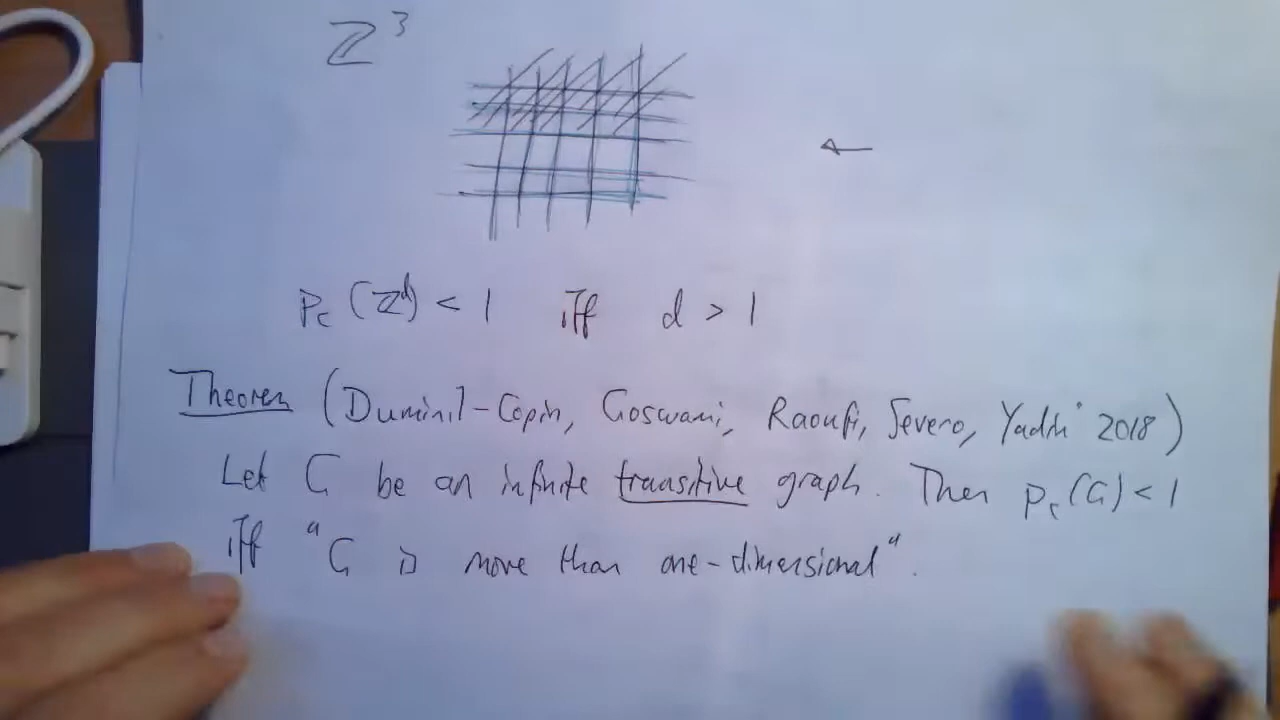 ℤ³
p_c (ℤ^d) < 1 iff d > 1
Theorem (Duminil-Copin, Goswami, Raoufi, Severo, Yadin 2018)
Let G be an infinite transitive graph. Then p_c(G) < 1
iff "G is more than one-dimensional".